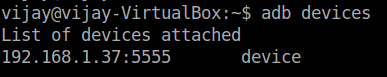 vijay@vijay-VirtualBox:~$ adb devices
List of devices attached
192.168.1.37:5555 device